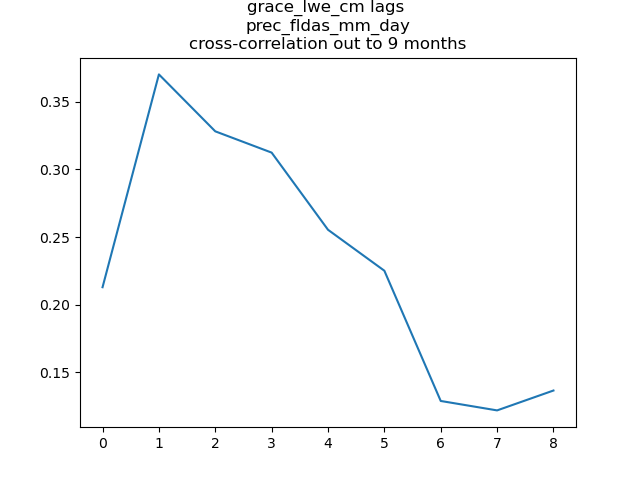 grace_lwe_cm lags
prec_fldas_mm_day
cross-correlation out to 9 months
0.35
0.30
0.25
0.20
0.15
0 1 2 3 4 5 6 7 8